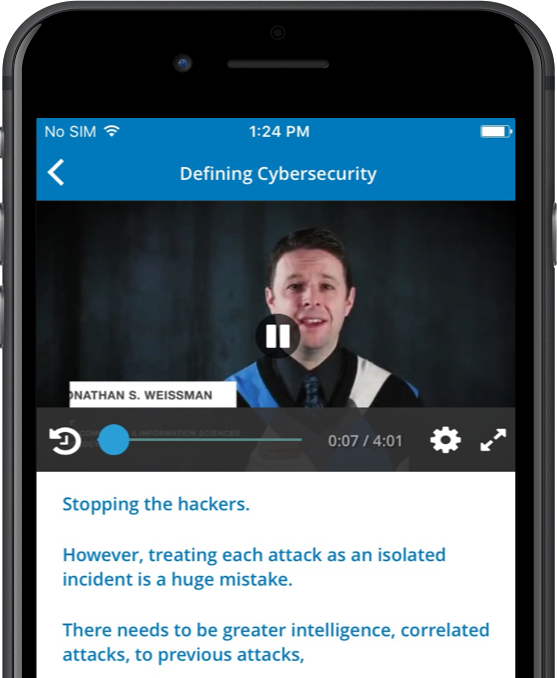 No SIM
1:24 PM
Defining Cybersecurity
ONATHAN S. WEISSMAN
& INFORMATION SCIENCES
0:07 / 4:01
Stopping the hackers.
However, treating each attack as an isolated
incident is a huge mistake.
There needs to be greater intelligence, correlated
attacks, to previous attacks,